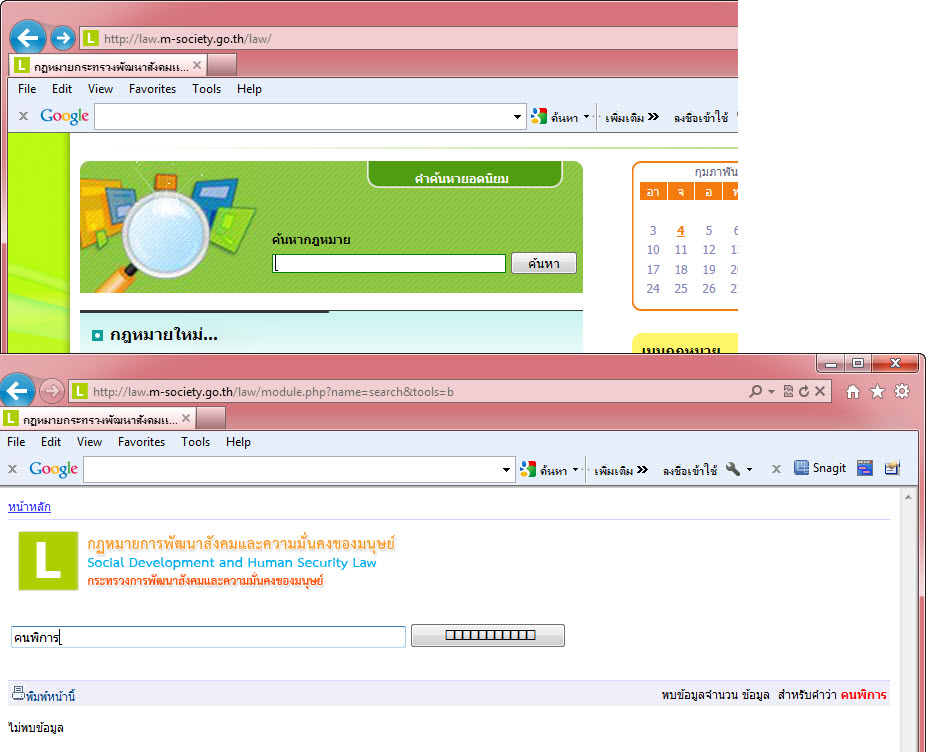 L http://law.m-society.go.th/law/
L กฎหมายกระทรวงพัฒนาสังคมแ... ×
File Edit View Favorites Tools Help
x Google ค้นหา เพิ่มเติม » ลงชื่อเข้าใช้
คำค้นหายอดนิยม
ค้นหากฎหมาย
ค้นหา
กฎหมายใหม่...
กุมภาพัน
อา จ อ
3 4 5 6
10 11 12
17 18 19
24 25 26
เมนูกฎหมาย
L http://law.m-society.go.th/law/module.php?name=search&tools=b
L กฎหมายกระทรวงพัฒนาสังคมแ... ×
File Edit View Favorites Tools Help
x Google ค้นหา เพิ่มเติม » ลงชื่อเข้าใช้ x Snagit
หน้าหลัก
L
กฎหมายการพัฒนาสังคมและความมั่นคงของมนุษย์
Social Development and Human Security Law
กระทรวงการพัฒนาสังคมและความมั่นคงของมนุษย์
คนพิการ □□□□□□□□□□□
พิมพ์หน้านี้ พบข้อมูลจำนวน ข้อมูล สำหรับคำว่า คนพิการ
ไม่พบข้อมูล